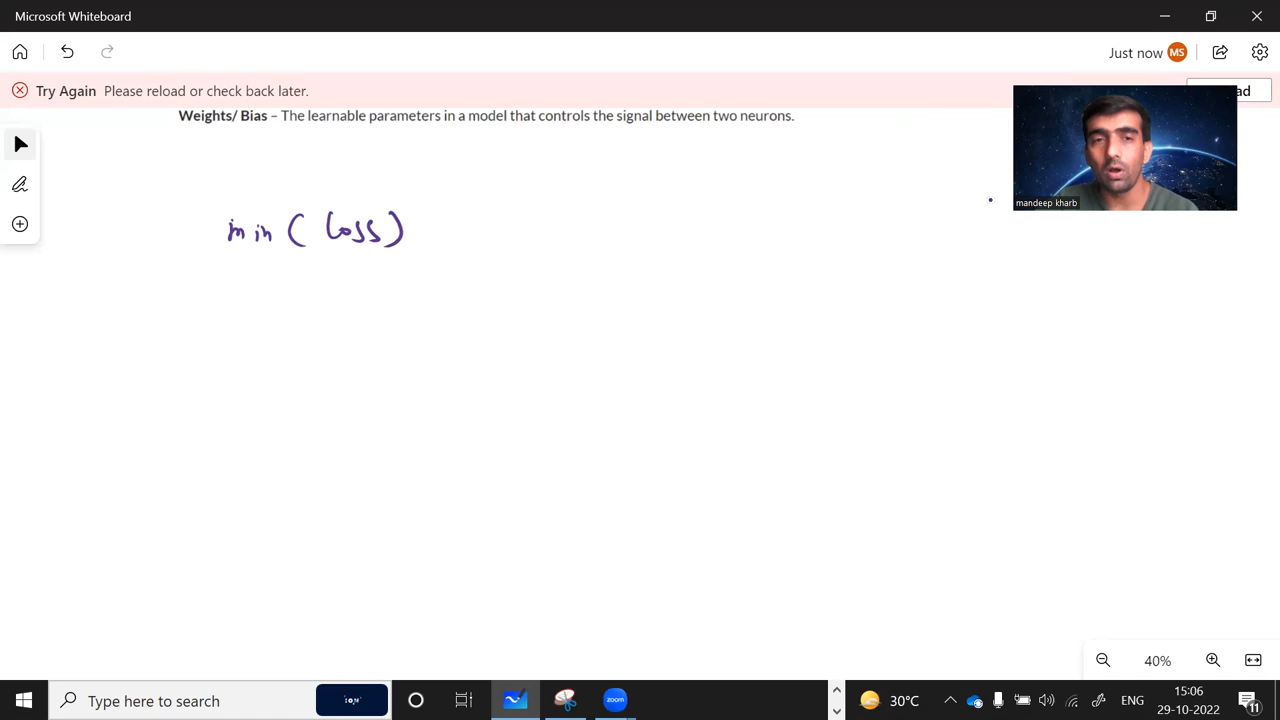 Microsoft Whiteboard
Just now MS
Try Again Please reload or check back later.
ad
Weights/ Bias – The learnable parameters in a model that controls the signal between two neurons.
mandeep kharb
min ( Loss )
40%
Type here to search
zoom
30°C
ENG
15:06
29-10-2022
11